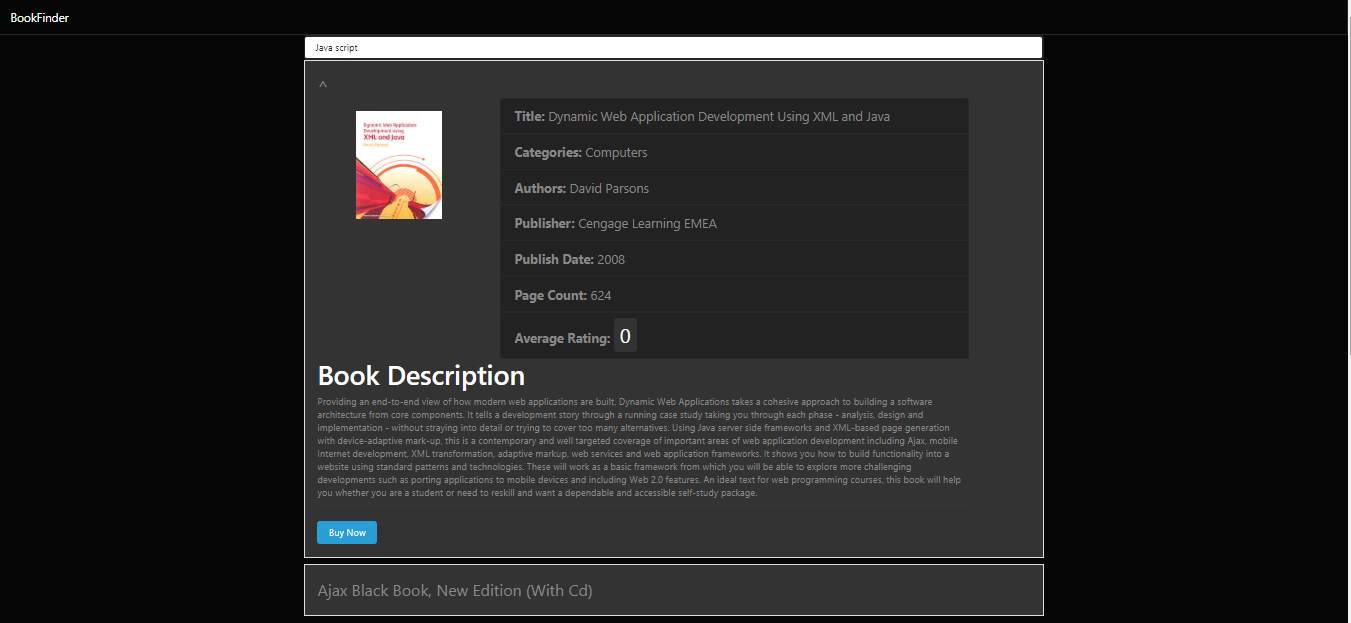 BookFinder
Java script
^
Dynamic Web Application
Development using
XML and Java
David Parsons
Title: Dynamic Web Application Development Using XML and Java
Categories: Computers
Authors: David Parsons
Publisher: Cengage Learning EMEA
Publish Date: 2008
Page Count: 624
Average Rating: 0
Book Description
Providing an end-to-end view of how modern web applications are built, Dynamic Web Applications takes a cohesive approach to building a software
architecture from core components. It tells a development story through a running case study taking you through each phase - analysis, design and
implementation - without straying into detail or trying to cover too many alternatives. Using Java server side frameworks and XML-based page generation
with device-adaptive mark-up, this is a contemporary and well targeted coverage of important areas of web application development including Ajax, mobile
Internet development, XML transformation, adaptive markup, web services and web application frameworks. It shows you how to build functionality into a
website using standard patterns and technologies. These will work as a basic framework from which you will be able to explore more challenging
developments such as porting applications to mobile devices and including Web 2.0 features. An ideal text for web programming courses, this book will help
you whether you are a student or need to reskill and want a dependable and accessible self-study package.
Buy Now
Ajax Black Book, New Edition (With Cd)